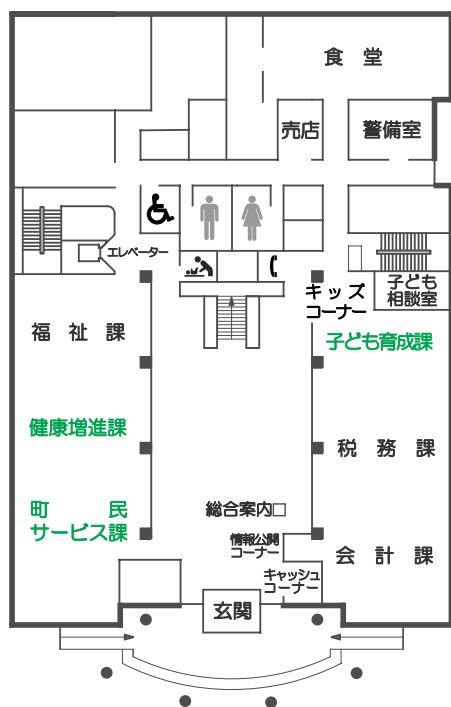 食 堂
売店
警備室
エレベーター
子ども
相談室
キッズ
コーナー
福 祉 課
子ども育成課
健康増進課
税 務 課
町 民
サービス課
総合案内□
情報公開
コーナー
会 計 課
キャッシュ
コーナー
玄関